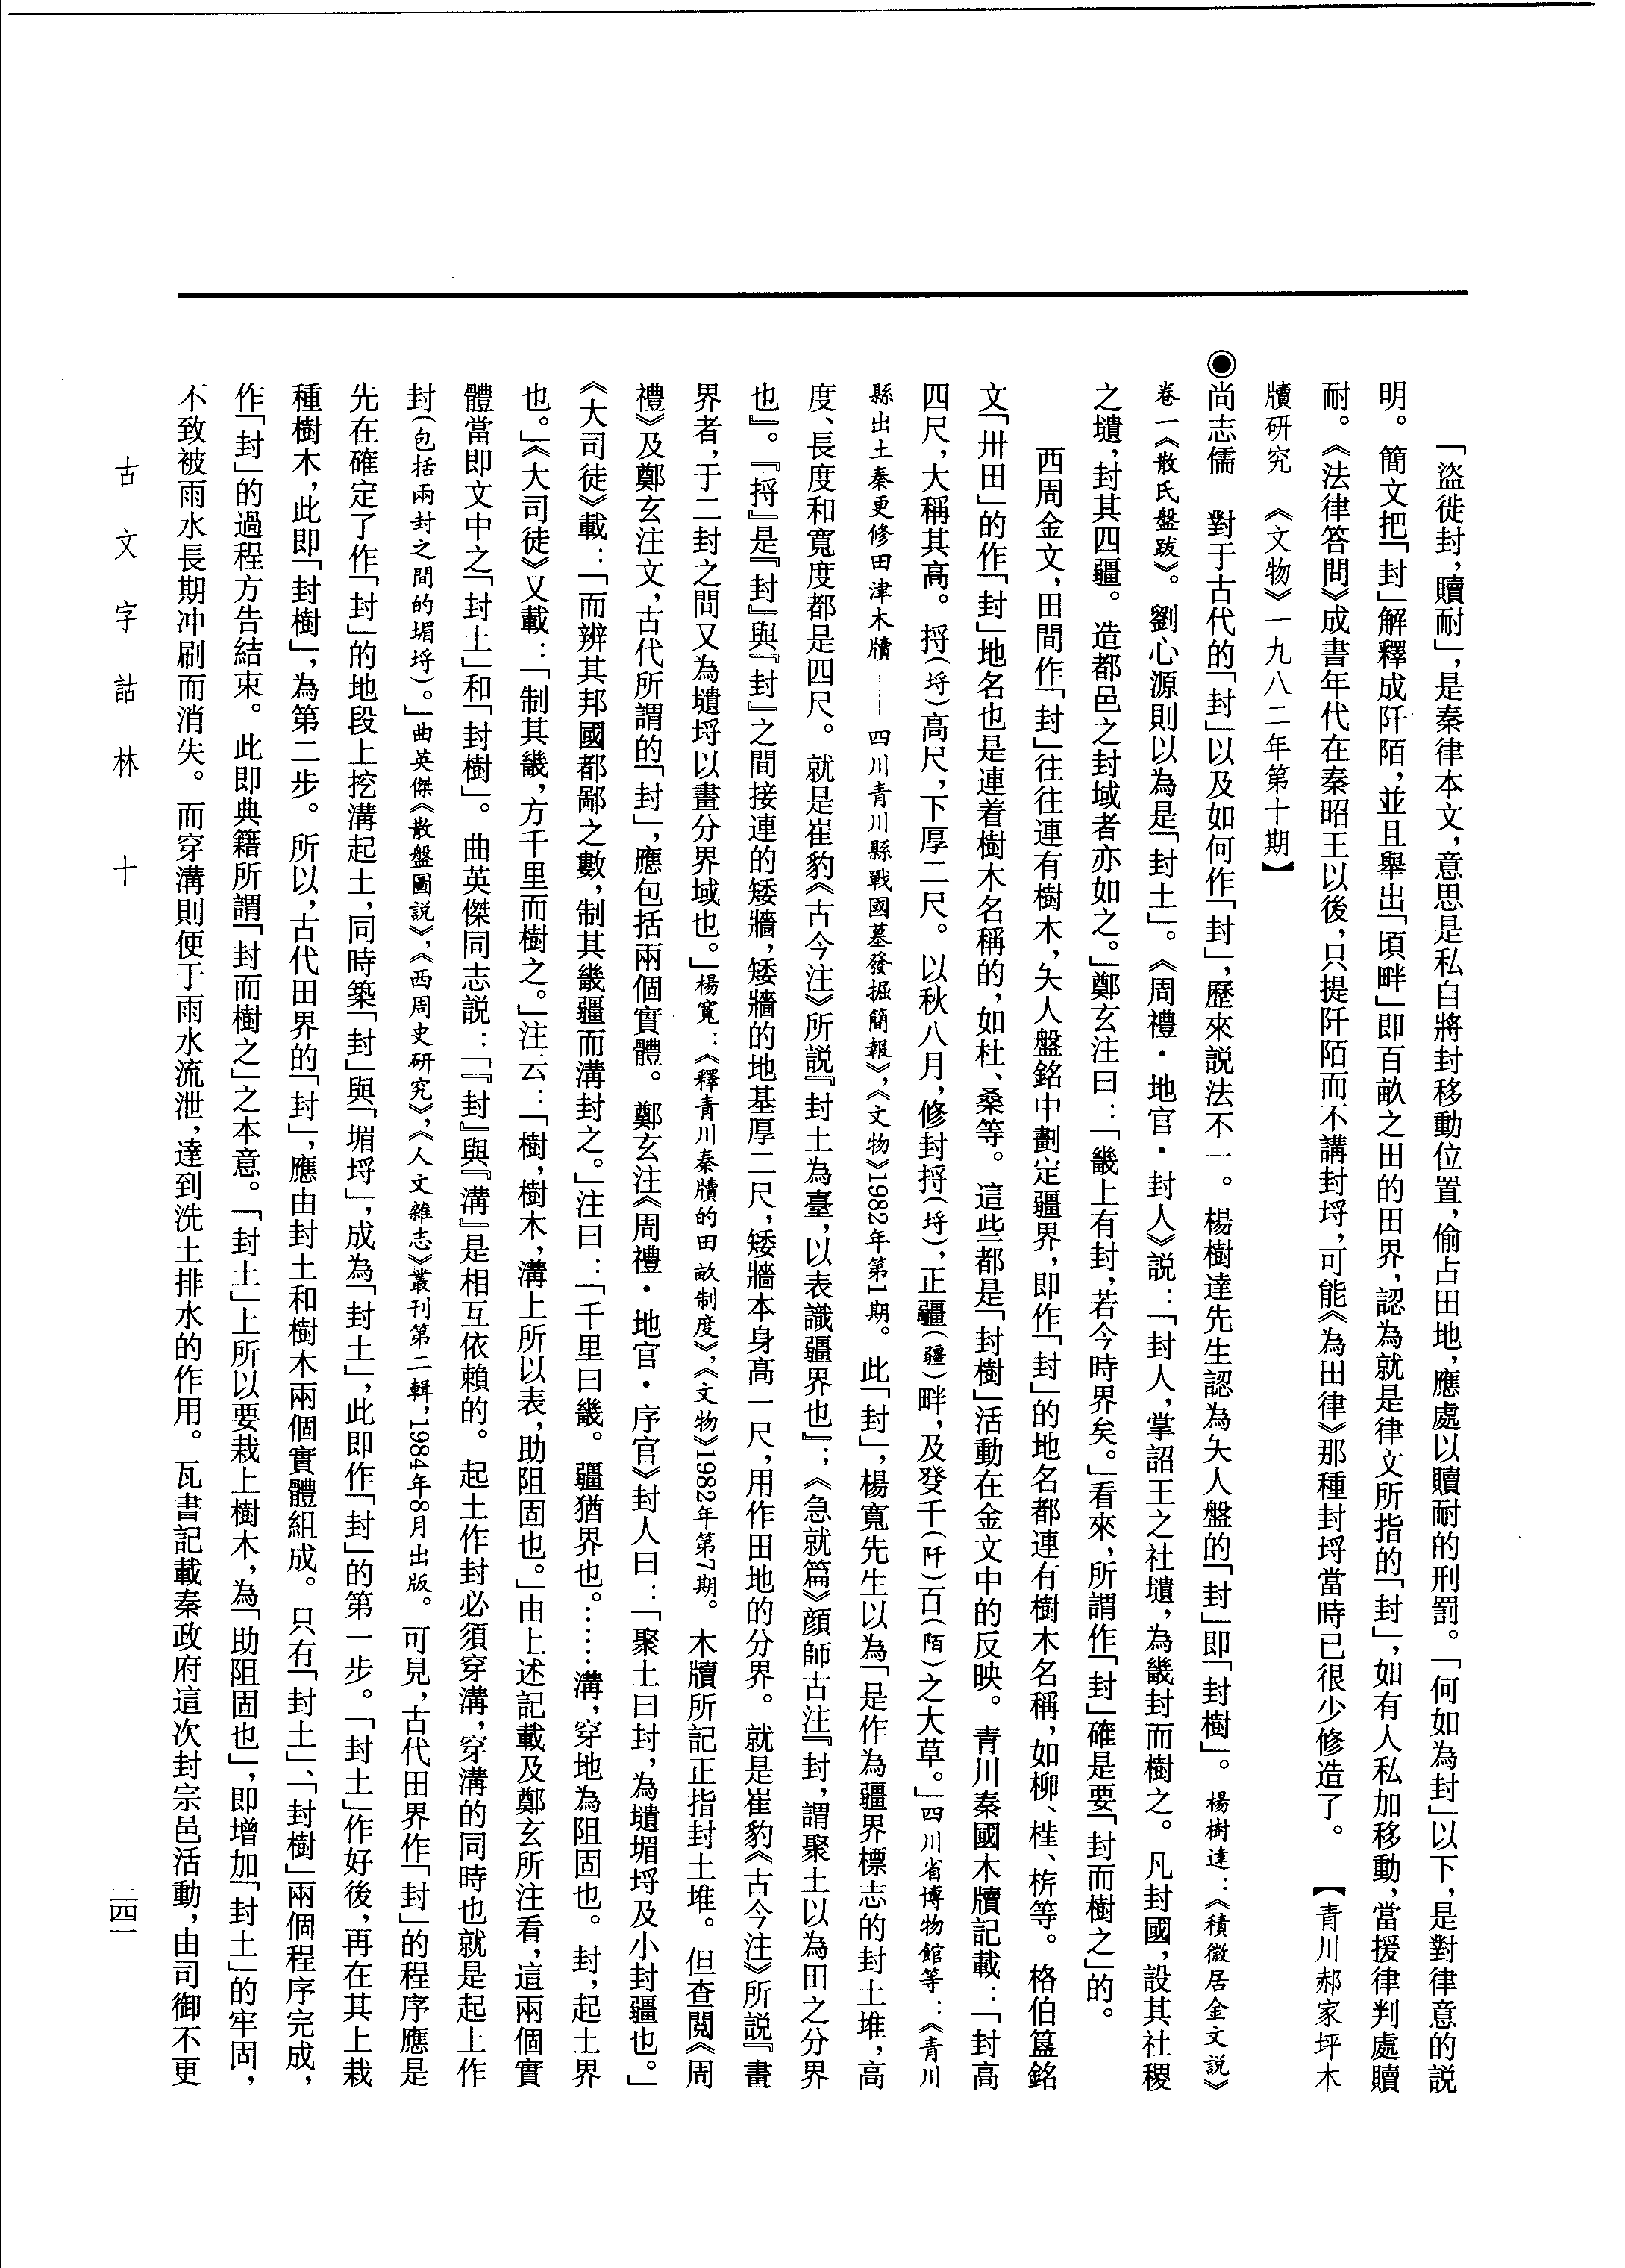 「盜徙封，贖耐」，是秦律本文，意思是私自將封移動位置，偷占田地，應處以贖耐的刑罰。「何如為封」以下，是對律意的說
明。簡文把「封」解釋成阡陌，並且舉出「頃畔」即百畝之田的田界，認為就是律文所指的「封」，如有人私加移動，當援律判處贖
耐。《法律答問》成書年代在秦昭王以後，只提阡陌而不講封埒，可能《為田律》那種封埒當時已很少修造了。【青川郝家坪木
牘研究　《文物》一九八二年第十期】
◉尚志儒　對于古代的「封」以及如何作「封」，歷來説法不一。楊樹達先生認為夨人盤的「封」即「封樹」。楊樹達：《積微居金文説》
卷一《散氏盤跋》。劉心源則以為是「封土」。《周禮·地官·封人》説：「封人，掌詔王之社壝，為畿封而樹之。凡封國，設其社稷
之壝，封其四疆。造都邑之封域者亦如之。」鄭玄注曰：「畿上有封，若今時界矣。」看來，所謂作「封」確是要「封而樹之」的。
西周金文，田間作「封」往往連有樹木，夨人盤銘中劃定疆界，即作「封」的地名都連有樹木名稱，如柳、桂、㭊等。格伯簋銘
文「卅田」的作「封」地名也是連着樹木名稱的，如杜、桑等。這些都是「封樹」活動在金文中的反映。青川秦國木牘記載：「封高
四尺，大稱其高。捋(埒)高尺，下厚二尺。以秋八月，修封捋(埒)，正疆(疆)畔，及發千(阡)百(陌)之大草。」四川省博物館等：《青川
縣出土秦更修田津木牘——四川青川縣戰國墓發掘簡報》，《文物》1982年第1期。此「封」，楊寬先生以為「是作為疆界標志的封土堆，高
度、長度和寬度都是四尺。就是崔豹《古今注》所説『封土為臺，以表識疆界也』；《急就篇》顔師古注『封，謂聚土以為田之分界
也』。『捋』是『封』與『封』之間接連的矮牆，矮牆的地基厚二尺，矮牆本身高一尺，用作田地的分界。就是崔豹《古今注》所説『畫
界者，于二封之間又為壝埒以畫分界域也。」楊寬：《釋青川秦牘的田畝制度》，《文物》1982年第7期。木牘所記正指封土堆。但查閱《周
禮》及鄭玄注文，古代所謂的「封」，應包括兩個實體。鄭玄注《周禮·地官·序官》封人曰：「聚土曰封，為壝堳埒及小封疆也。」
《大司徒》載：「而辨其邦國都鄙之數，制其畿疆而溝封之。」注曰：「千里曰畿。疆猶界也。……溝，穿地為阻固也。封，起土界
也。」《大司徒》又載：「制其畿，方千里而樹之。」注云：「樹，樹木，溝上所以表，助阻固也。」由上述記載及鄭玄所注看，這兩個實
體當即文中之「封土」和「封樹」。曲英傑同志説：「『封』與『溝』是相互依賴的。起土作封必須穿溝，穿溝的同時也就是起土作
封(包括兩封之間的堳埒)。」曲英傑《散盤圖説》，《西周史研究》，《人文雜志》叢刊第二輯，1984年8月出版。可見，古代田界作「封」的程序應是
先在確定了作「封」的地段上挖溝起土，同時築「封」與「堳埒」，成為「封土」，此即作「封」的第一步。「封土」作好後，再在其上栽
種樹木，此即「封樹」，為第二步。所以，古代田界的「封」，應由封土和樹木兩個實體組成。只有「封土」、「封樹」兩個程序完成，
作「封」的過程方告結束。此即典籍所謂「封而樹之」之本意。「封土」上所以要栽上樹木，為「助阻固也」，即增加「封土」的牢固，
不致被雨水長期冲刷而消失。而穿溝則便于雨水流泄，達到洗土排水的作用。瓦書記載秦政府這次封宗邑活動，由司御不更
古文字詁林　十
二四一